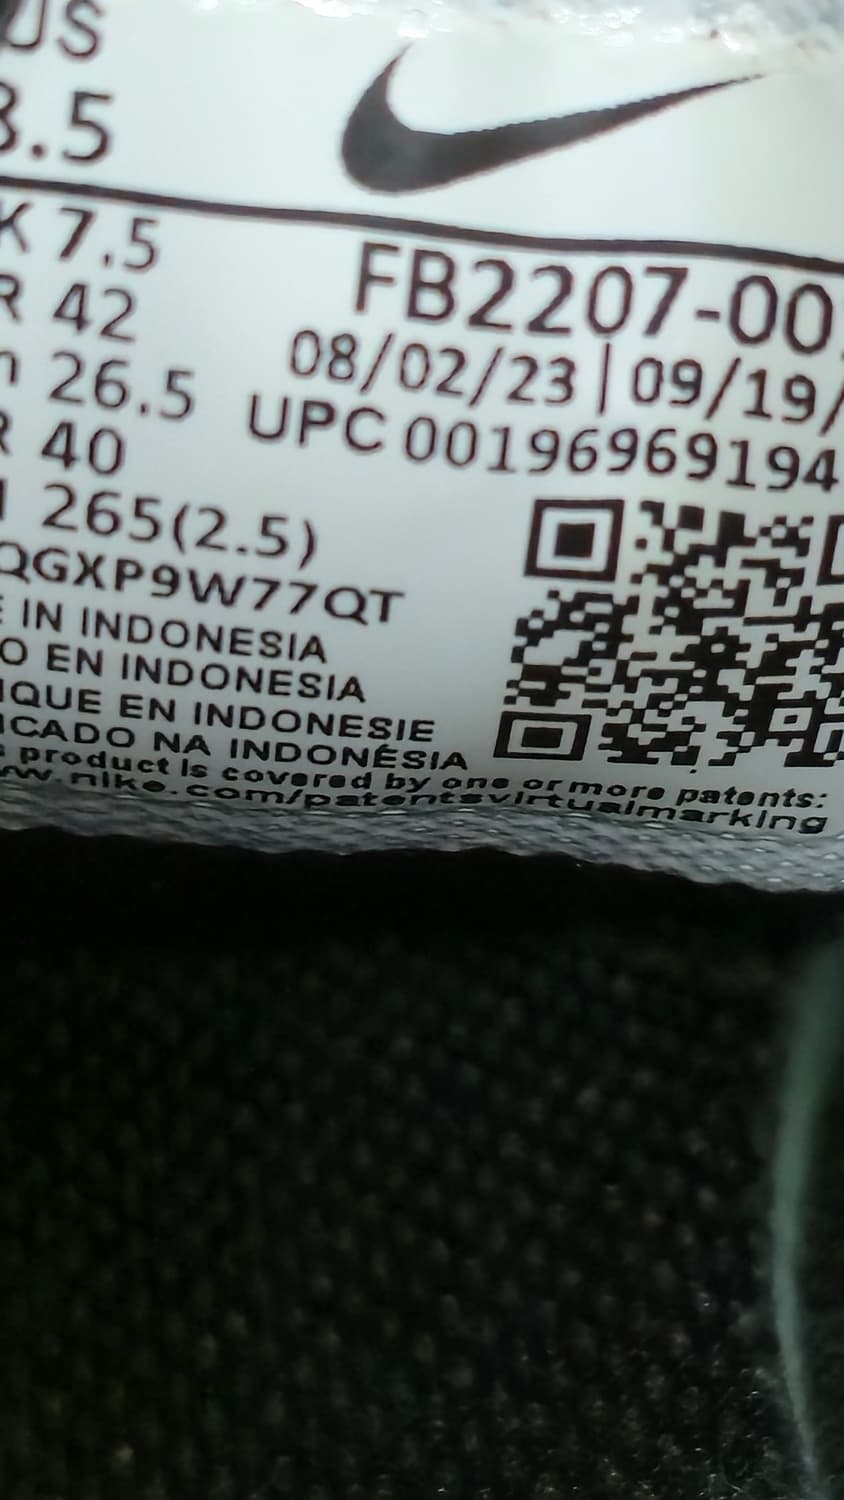 US
8.5
K 7.5
R 42
26.5
R 40
265(2.5)
QGXP9W77QT
FB2207-00
08/02/23 | 09/19/
UPC 00196969194
IN INDONESIA
O EN INDONESIA
IQUE EN INDONESIE
ICADO NA INDONÉSIA
product is covered by one or more patents:
w.nike.com/patentsvirtualmarking